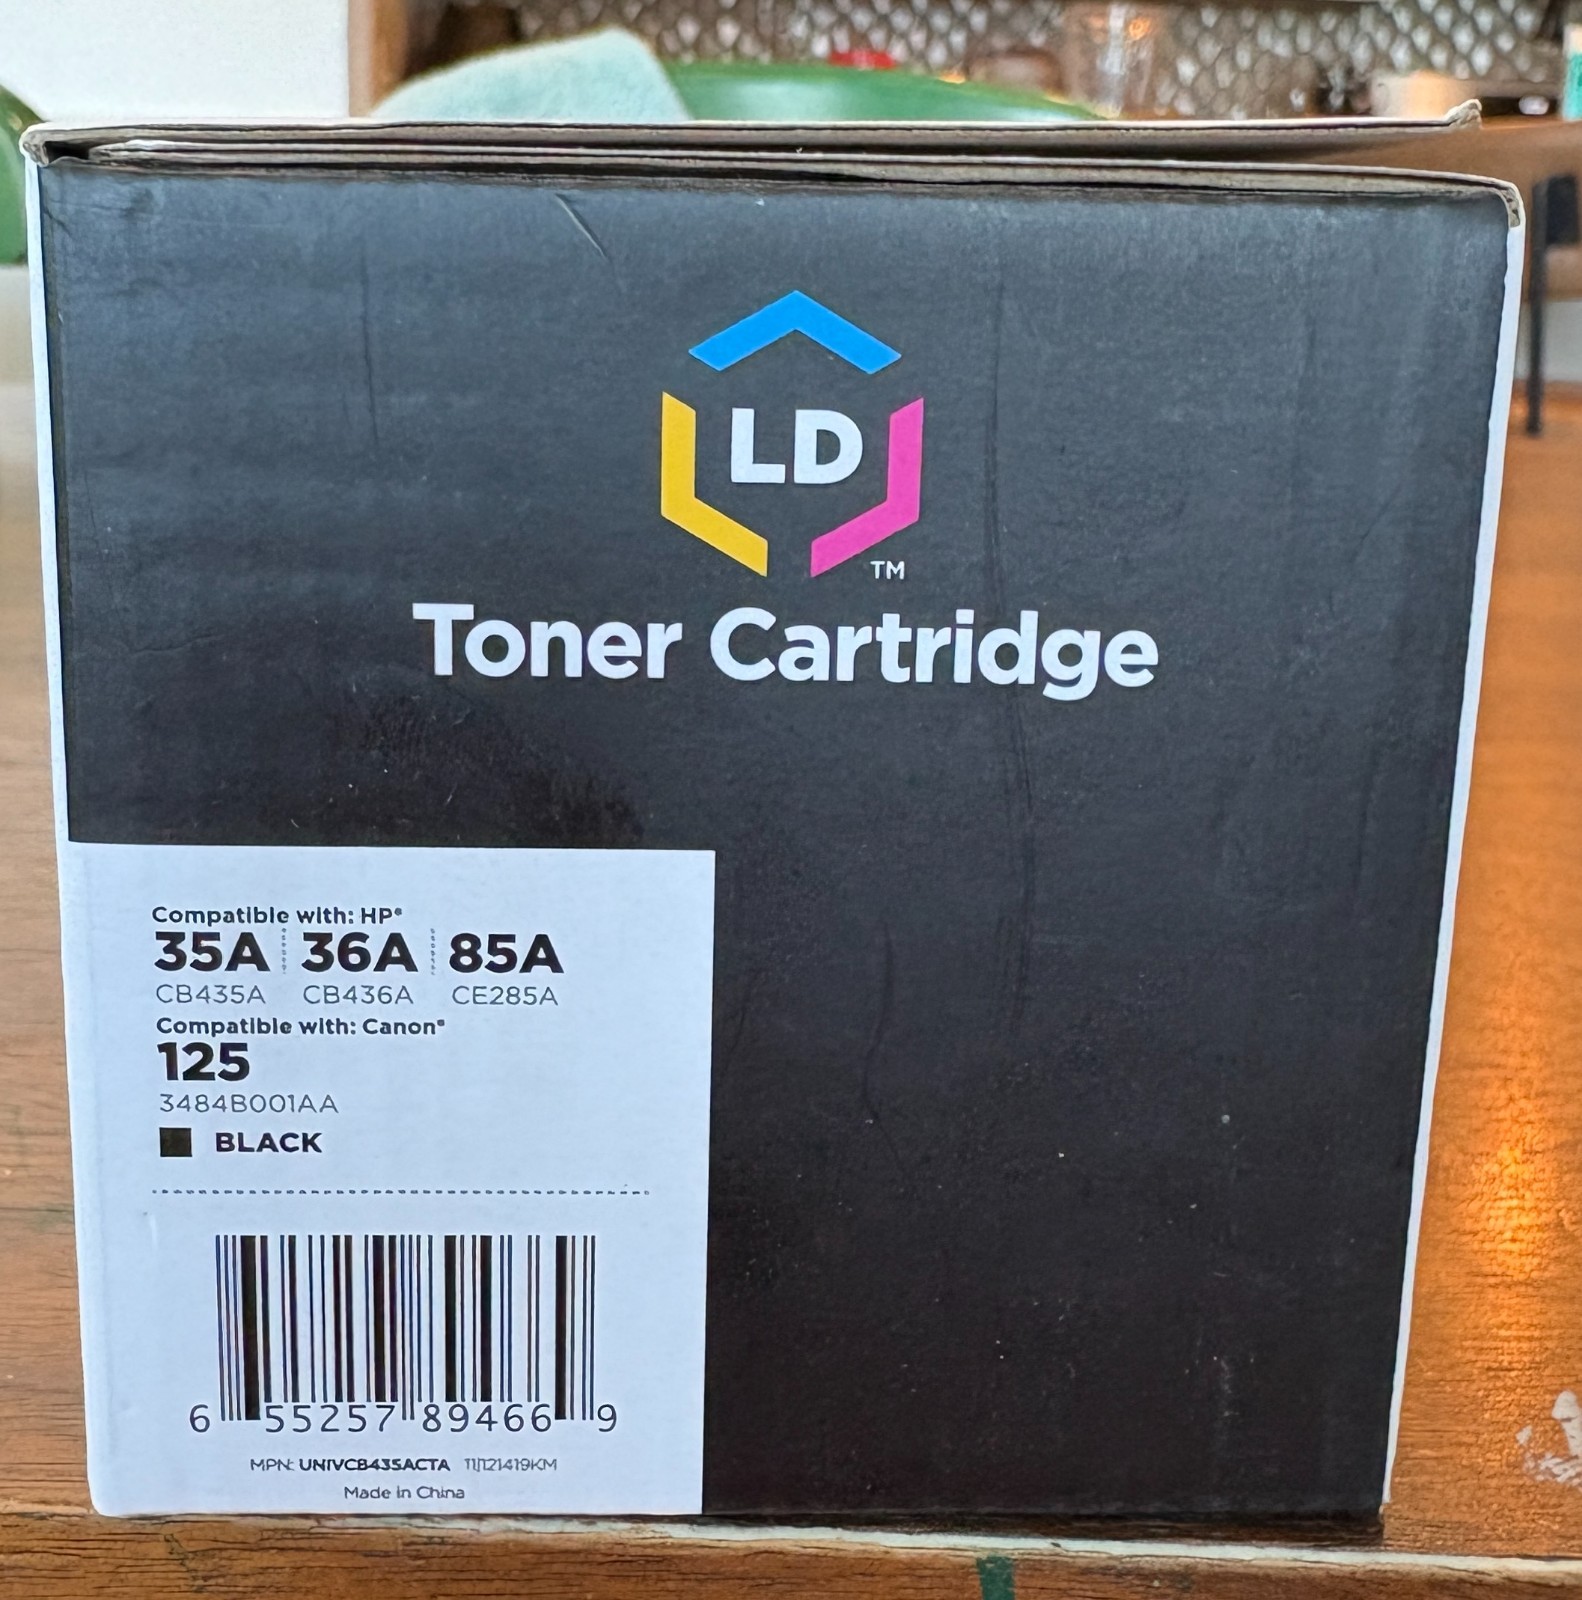 LD
TM
Toner Cartridge
Compatible with: HP®
35A 36A 85A
CB435A CB436A CE285A
Compatible with: Canon®
125
3484B001AA
BLACK
6 55257 89466 9
MPN: UNIVCB435ACTA
Made in China